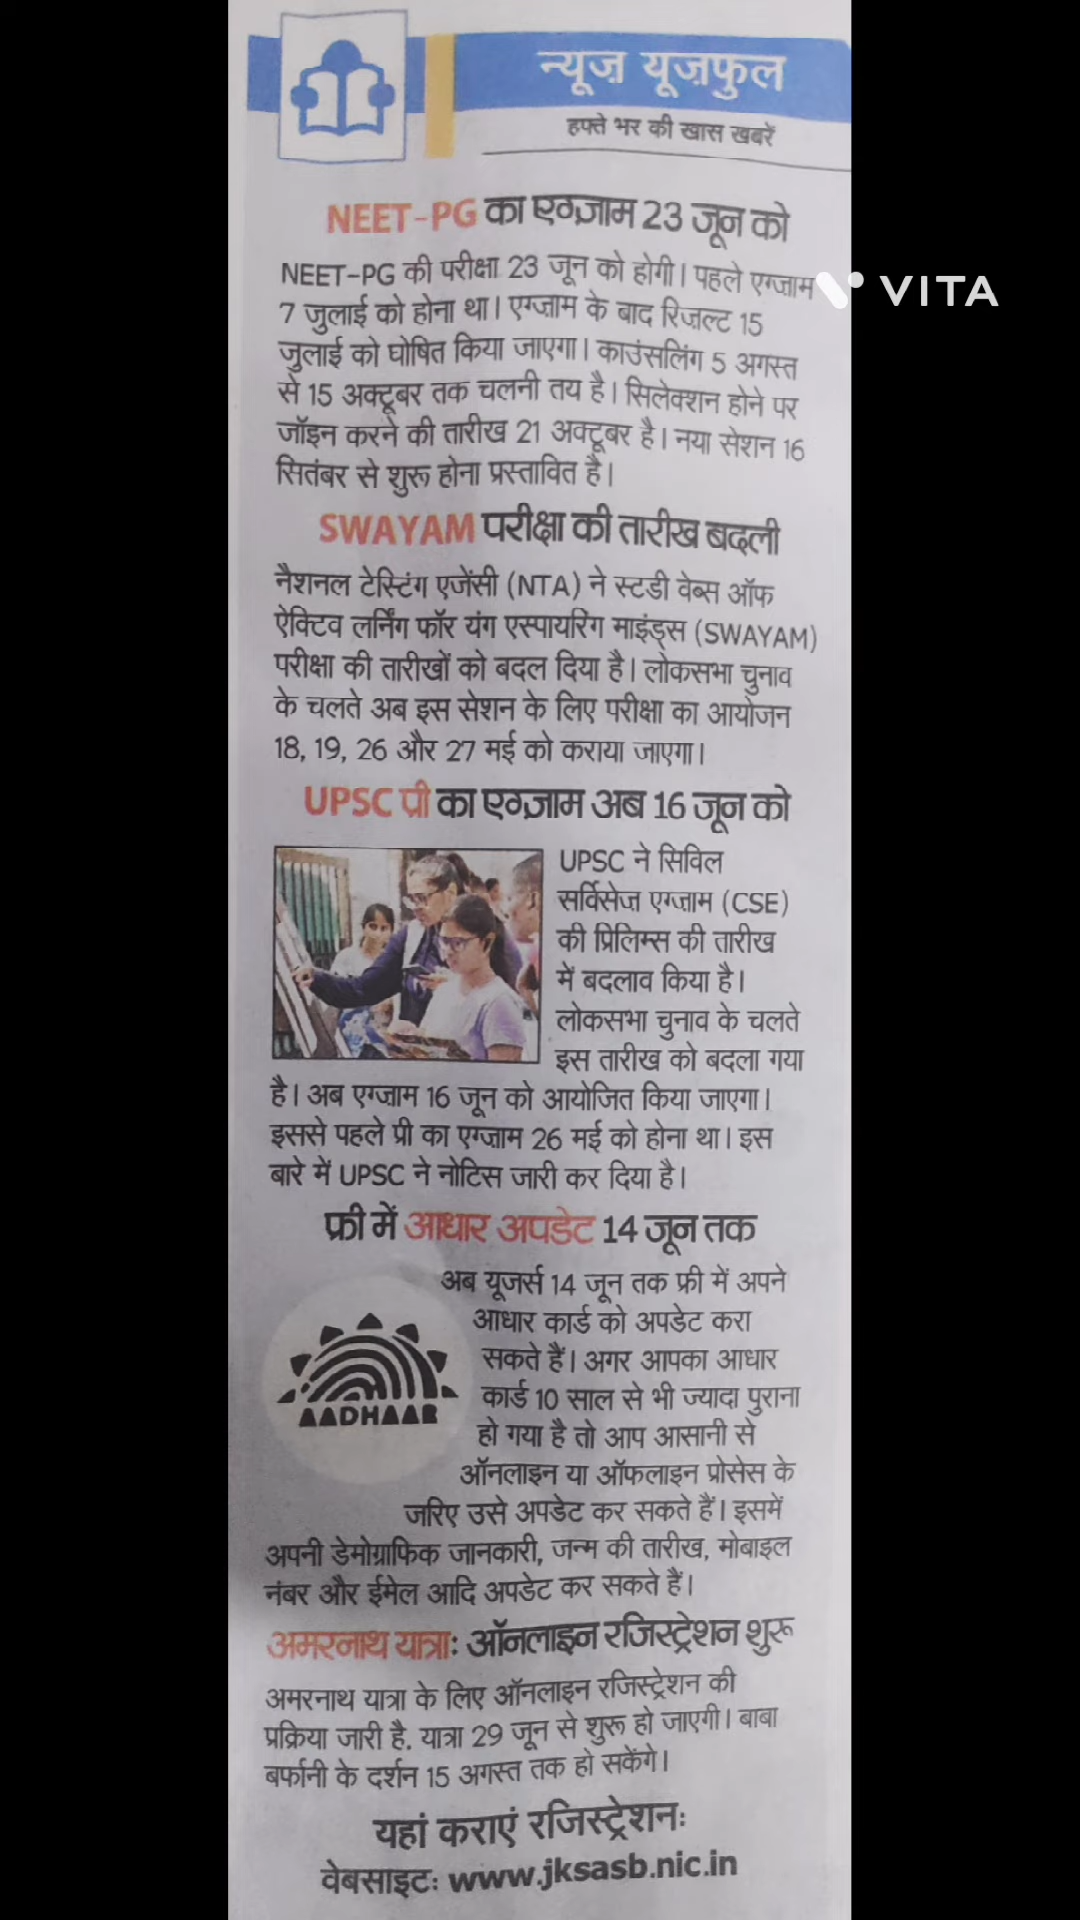 न्यूज़ यूज़फुल
हफ्ते भर की खास खबरें
NEET-PG का एग्ज़ाम 23 जून को
NEET-PG की परीक्षा 23 जून को होगी। पहले एग्ज़ाम
7 जुलाई को होना था। एग्ज़ाम के बाद रिज़ल्ट 15
जुलाई को घोषित किया जाएगा। काउंसलिंग 5 अगस्त
से 15 अक्टूबर तक चलनी तय है। सिलेक्शन होने पर
जॉइन करने की तारीख 21 अक्टूबर है। नया सेशन 16
सितंबर से शुरू होना प्रस्तावित है।
SWAYAM परीक्षा की तारीख बदली
नैशनल टेस्टिंग एजेंसी (NTA) ने स्टडी वेब्स ऑफ
ऐक्टिव लर्निंग फॉर यंग एस्पायरिंग माइंड्स (SWAYAM)
परीक्षा की तारीखों को बदल दिया है। लोकसभा चुनाव
के चलते अब इस सेशन के लिए परीक्षा का आयोजन
18, 19, 26 और 27 मई को कराया जाएगा।
UPSC प्री का एग्ज़ाम अब 16 जून को
UPSC ने सिविल
सर्विसेज़ एग्ज़ाम (CSE)
की प्रिलिम्स की तारीख
में बदलाव किया है।
लोकसभा चुनाव के चलते
इस तारीख को बदला गया
है। अब एग्ज़ाम 16 जून को आयोजित किया जाएगा।
इससे पहले प्री का एग्ज़ाम 26 मई को होना था। इस
बारे में UPSC ने नोटिस जारी कर दिया है।
फ्री में आधार अपडेट 14 जून तक
अब यूज़र्स 14 जून तक फ्री में अपने
आधार कार्ड को अपडेट करा
सकते हैं। अगर आपका आधार
कार्ड 10 साल से भी ज्यादा पुराना
हो गया है तो आप आसानी से
ऑनलाइन या ऑफलाइन प्रोसेस के
जरिए उसे अपडेट कर सकते हैं। इसमें
अपनी डेमोग्राफिक जानकारी, जन्म की तारीख, मोबाइल
नंबर और ईमेल आदि अपडेट कर सकते हैं।
AADHAAR
अमरनाथ यात्रा: ऑनलाइन रजिस्ट्रेशन शुरू
अमरनाथ यात्रा के लिए ऑनलाइन रजिस्ट्रेशन की
प्रक्रिया जारी है, यात्रा 29 जून से शुरू हो जाएगी। बाबा
बर्फानी के दर्शन 15 अगस्त तक हो सकेंगे।
यहां कराएं रजिस्ट्रेशन:
वेबसाइट: www.jksasb.nic.in
VITA